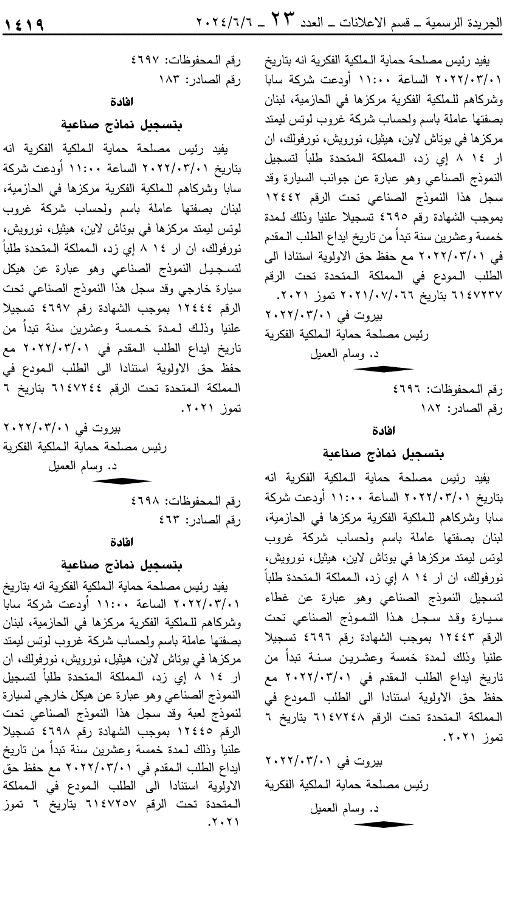 الجريدة الرسمية ــ قسم الاعلانات ــ العدد ٢٣ ــ ٢٠٢٤/٦/٦
١٤١٩
يفيد رئيس مصلحة حماية الملكية الفكرية انه بتاريخ
٢٠٢٢/٠٣/٠١ الساعة ١١:٠٠ أودعت شركة سابا
وشركاهم للملكية الفكرية مركزها في الحازمية، لبنان
بصفتها عاملة باسم ولحساب شركة غروب لوتس ليمتد
مركزها في بوتاش لاين، هيثيل، نورويش، نورفولك، ان
ار ١٤ ٨ إي زد، المملكة المتحدة طلباً لتسجيل
النموذج الصناعي وهو عبارة عن جوانب السيارة وقد
سجل هذا النموذج الصناعي تحت الرقم ١٢٤٤٢
بموجب الشهادة رقم ٤٦٩٥ تسجيلا علنيا وذلك لمدة
خمسة وعشرين سنة تبدأ من تاريخ ايداع الطلب المقدم
في ٢٠٢٢/٠٣/٠١ مع حفظ حق الاولوية استنادا الى
الطلب المودع في المملكة المتحدة تحت الرقم
٦١٤٧٢٣٧ بتاريخ ٢٠٢١/٠٧/٠٦٦ تموز ٢٠٢١.
بيروت في ٢٠٢٢/٠٣/٠١
رئيس مصلحة حماية الملكية الفكرية
د. وسام العميل
رقم المحفوظات: ٤٦٩٦
رقم الصادر: ١٨٢
افادة
بتسجيل نماذج صناعية
يفيد رئيس مصلحة حماية الملكية الفكرية انه
بتاريخ ٢٠٢٢/٠٣/٠١ الساعة ١١:٠٠ أودعت شركة
سابا وشركاهم للملكية الفكرية مركزها في الحازمية،
لبنان بصفتها عاملة باسم ولحساب شركة غروب
لوتس ليمتد مركزها في بوتاش لاين، هيثيل، نورويش،
نورفولك، ان ار ١٤ ٨ إي زد، المملكة المتحدة طلباً
لتسجيل النموذج الصناعي وهو عبارة عن غطاء
سيارة وقد سجل هذا النموذج الصناعي تحت
الرقم ١٢٤٤٣ بموجب الشهادة رقم ٤٦٩٦ تسجيلا
علنيا وذلك لمدة خمسة وعشرين سنة تبدأ من
تاريخ ايداع الطلب المقدم في ٢٠٢٢/٠٣/٠١ مع
حفظ حق الاولوية استنادا الى الطلب المودع في
المملكة المتحدة تحت الرقم ٦١٤٧٢٤٨ بتاريخ ٦
تموز ٢٠٢١.
بيروت في ٢٠٢٢/٠٣/٠١
رئيس مصلحة حماية الملكية الفكرية
د. وسام العميل
رقم المحفوظات: ٤٦٩٧
رقم الصادر: ١٨٣
افادة
بتسجيل نماذج صناعية
يفيد رئيس مصلحة حماية الملكية الفكرية انه
بتاريخ ٢٠٢٢/٠٣/٠١ الساعة ١١:٠٠ أودعت شركة
سابا وشركاهم للملكية الفكرية مركزها في الحازمية،
لبنان بصفتها عاملة باسم ولحساب شركة غروب
لوتس ليمتد مركزها في بوتاش لاين، هيثيل، نورويش،
نورفولك، ان ار ١٤ ٨ إي زد، المملكة المتحدة طلباً
لتسجيل النموذج الصناعي وهو عبارة عن هيكل
سيارة خارجي وقد سجل هذا النموذج الصناعي تحت
الرقم ١٢٤٤٤ بموجب الشهادة رقم ٤٦٩٧ تسجيلا
علنيا وذلك لمدة خمسة وعشرين سنة تبدأ من
تاريخ ايداع الطلب المقدم في ٢٠٢٢/٠٣/٠١ مع
حفظ حق الاولوية استنادا الى الطلب المودع في
المملكة المتحدة تحت الرقم ٦١٤٧٢٤٤ بتاريخ ٦
تموز ٢٠٢١.
بيروت في ٢٠٢٢/٠٣/٠١
رئيس مصلحة حماية الملكية الفكرية
د. وسام العميل
رقم المحفوظات: ٤٦٩٨
رقم الصادر: ٤٦٣
افادة
بتسجيل نماذج صناعية
يفيد رئيس مصلحة حماية الملكية الفكرية انه بتاريخ
٢٠٢٢/٠٣/٠١ الساعة ١١:٠٠ أودعت شركة سابا
وشركاهم للملكية الفكرية مركزها في الحازمية، لبنان
بصفتها عاملة باسم ولحساب شركة غروب لوتس ليمتد
مركزها في بوتاش لاين، هيثيل، نورويش، نورفولك، ان
ار ١٤ ٨ إي زد، المملكة المتحدة طلباً لتسجيل
النموذج الصناعي وهو عبارة عن هيكل خارجي لسيارة
لنموذج لعبة وقد سجل هذا النموذج الصناعي تحت
الرقم ١٢٤٤٥ بموجب الشهادة رقم ٤٦٩٨ تسجيلا
علنيا وذلك لمدة خمسة وعشرين سنة تبدأ من تاريخ
ايداع الطلب المقدم في ٢٠٢٢/٠٣/٠١ مع حفظ حق
الاولوية استنادا الى الطلب المودع في المملكة
المتحدة تحت الرقم ٦١٤٧٢٥٧ بتاريخ ٦ تموز
٢٠٢١.